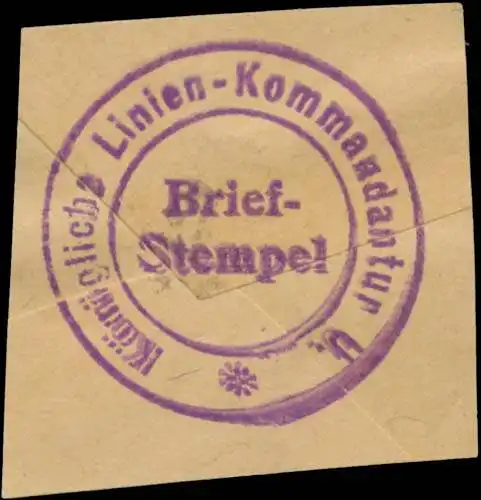 Königliche Linien-Kommandantur
Brief-
Stempel